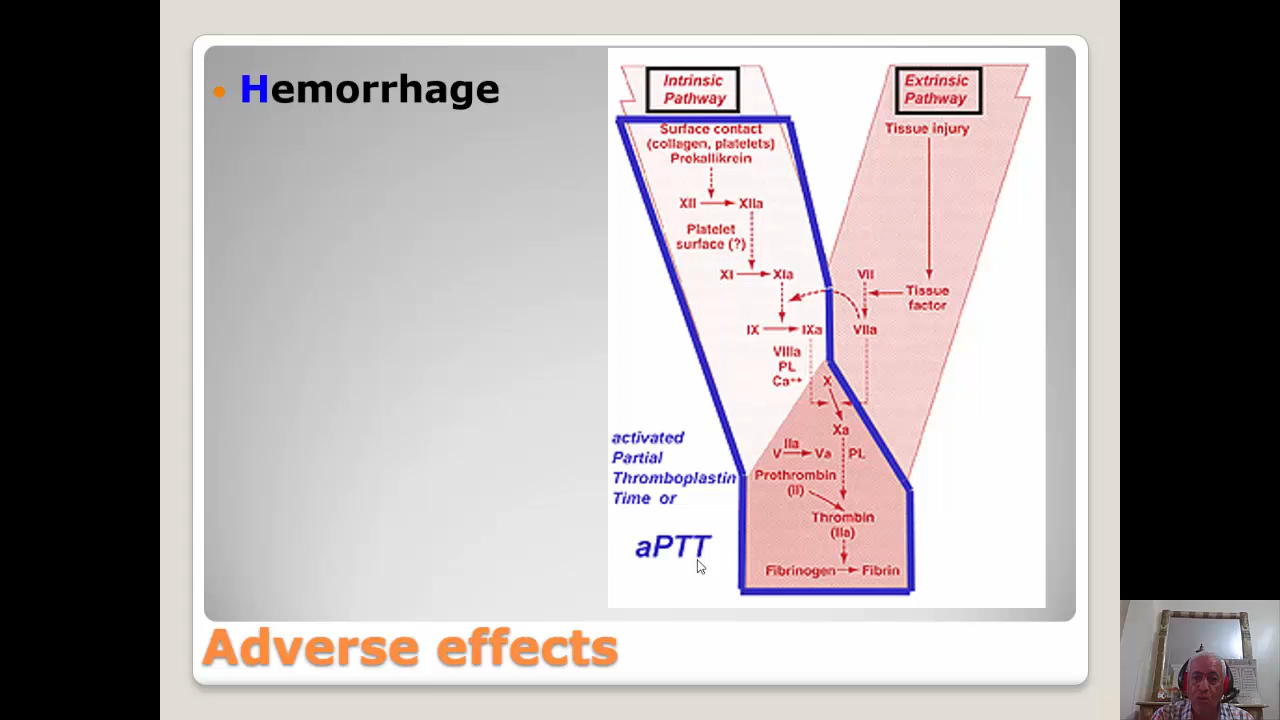 Hemorrhage
Intrinsic
Pathway
Extrinsic
Pathway
Surface contact
(collagen, platelets)
Prekallikrein
Tissue injury
XII
XIIa
Platelet
surface (?)
XI
XIa
VII
Tissue
factor
IX
IXa
VIIa
VIIIa
PL
Ca++
X
Xa
IIa
V
Va
PL
Prothrombin
(II)
Thrombin
(IIa)
Fibrinogen
Fibrin
activated
Partial
Thromboplastin
Time or
aPTT
Adverse effects